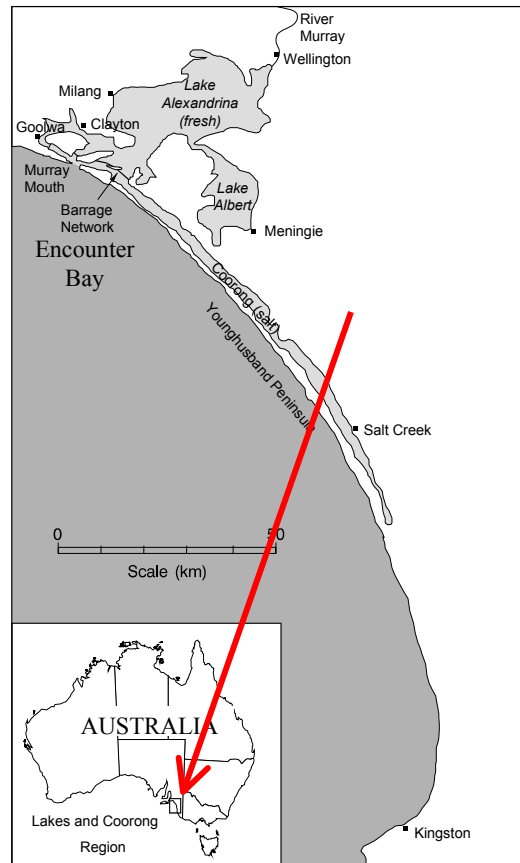 River
Murray
Wellington
Milang
Lake
Alexandrina
(fresh)
Goolwa
Clayton
Murray
Mouth
Lake
Albert
Barrage
Network
Meningie
Encounter
Bay
Coorong (salt)
Younghusband Peninsula
Salt Creek
0
50
Scale (km)
AUSTRALIA
Lakes and Coorong
Region
Kingston